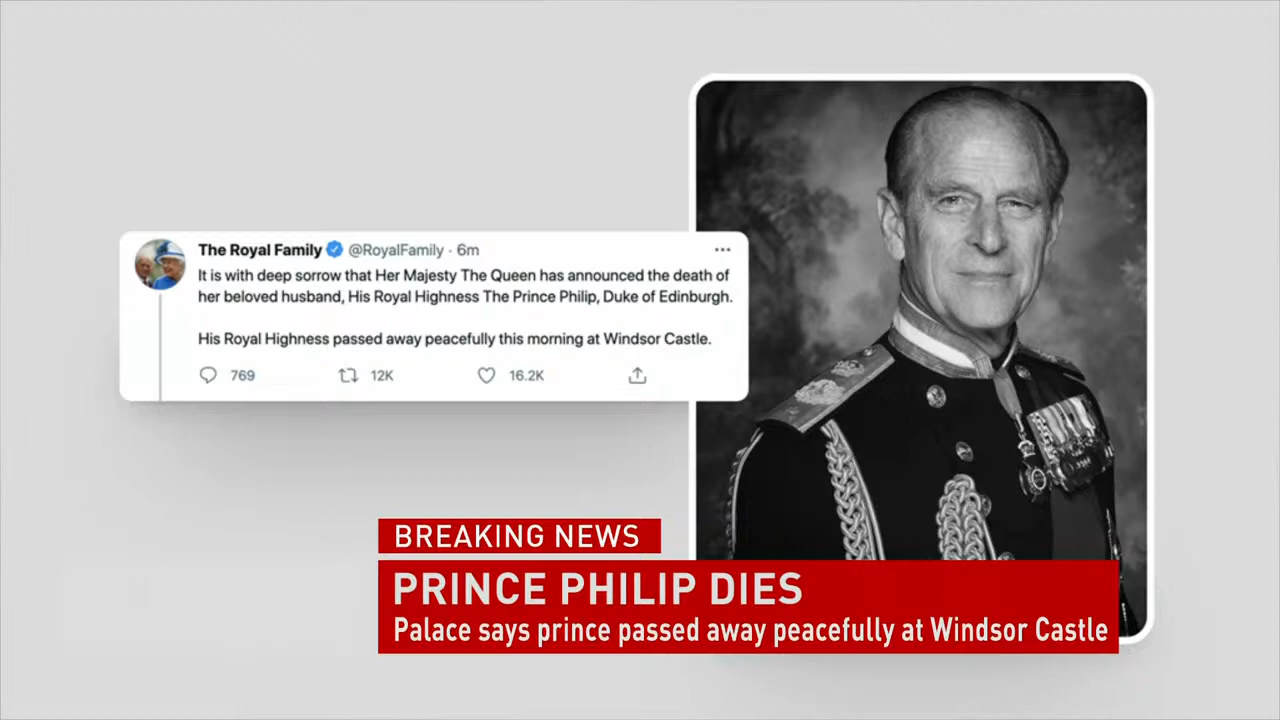 The Royal Family @RoyalFamily · 6m
It is with deep sorrow that Her Majesty The Queen has announced the death of
her beloved husband, His Royal Highness The Prince Philip, Duke of Edinburgh.
His Royal Highness passed away peacefully this morning at Windsor Castle.
769 12K 16.2K
BREAKING NEWS
PRINCE PHILIP DIES
Palace says prince passed away peacefully at Windsor Castle